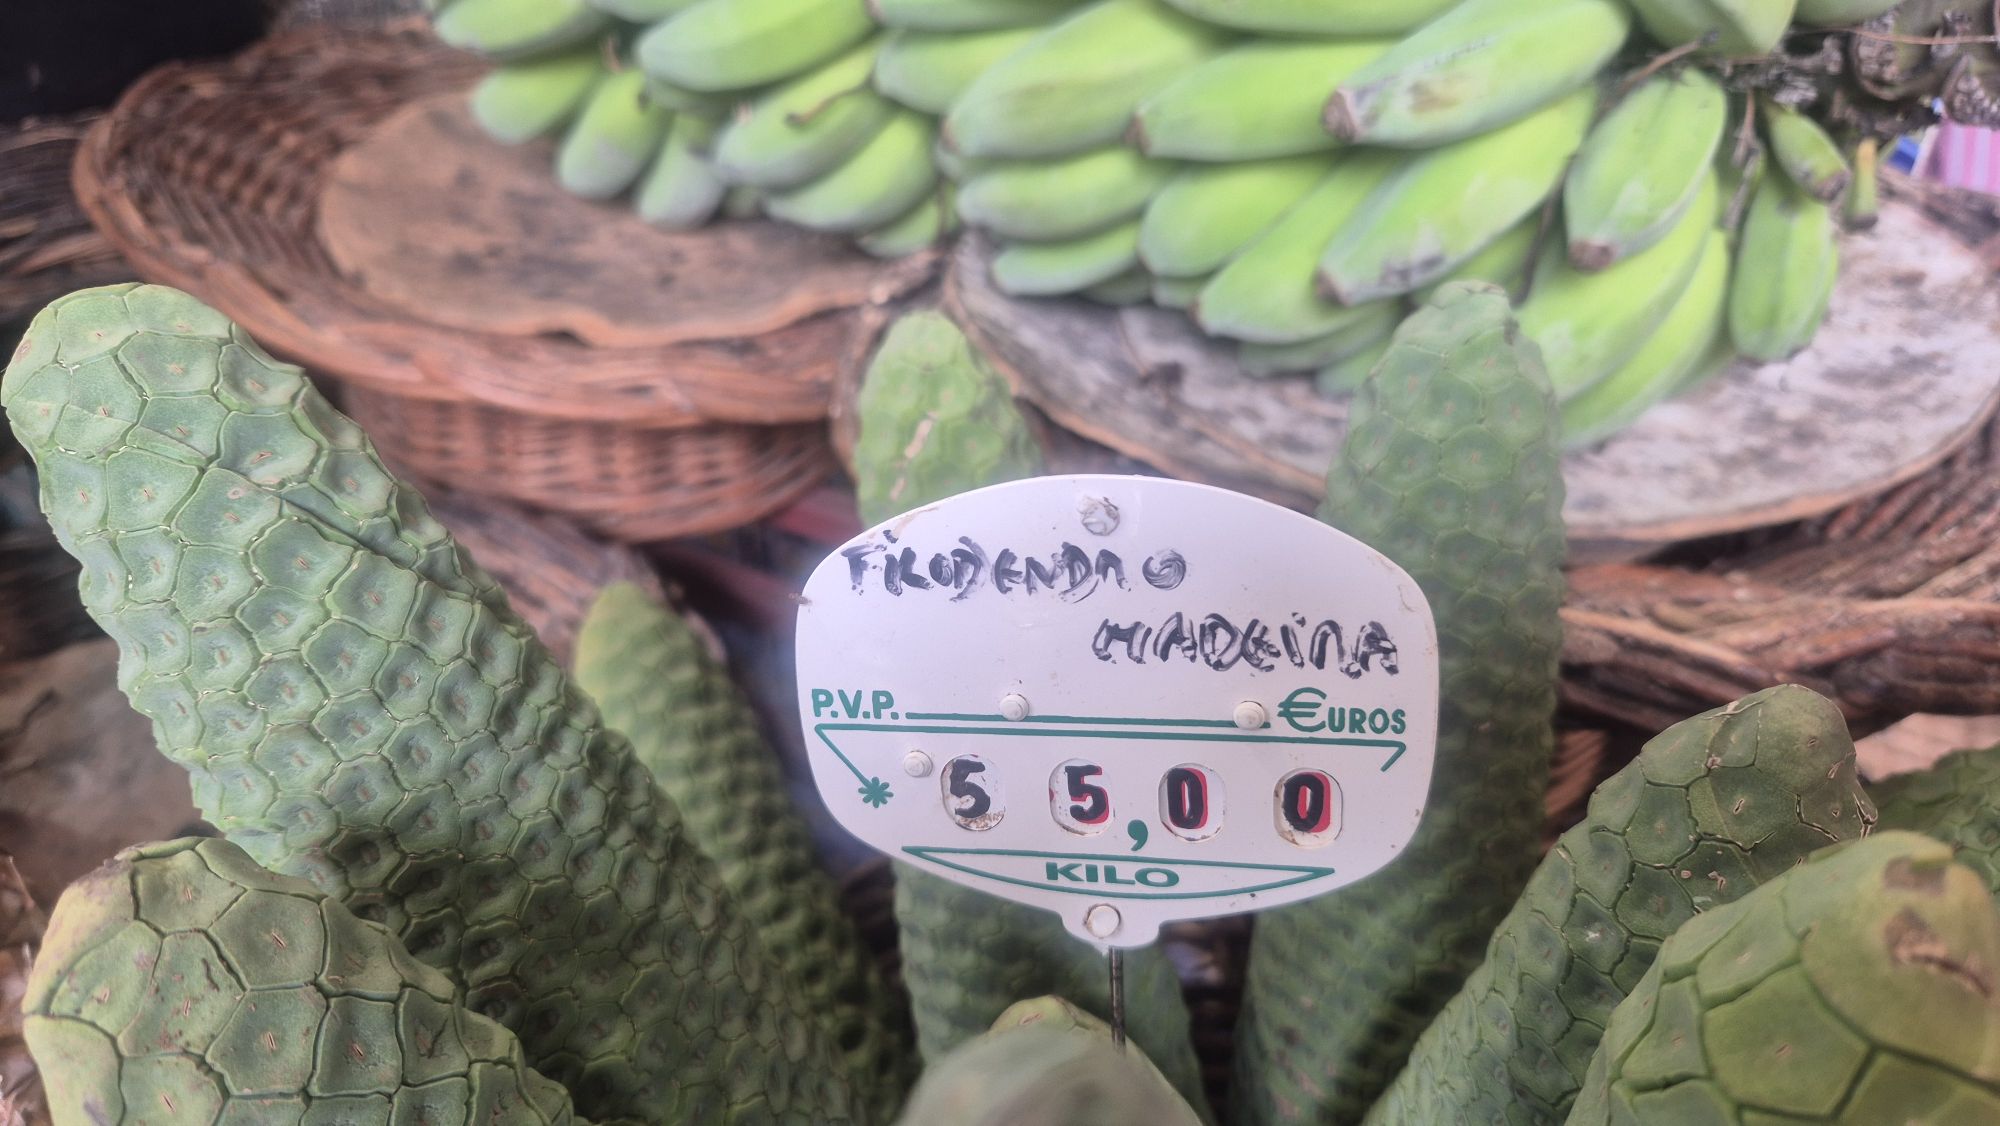 FILODENDRO
MADEIRA
P.V.P. €UROS
* 55,00
KILO